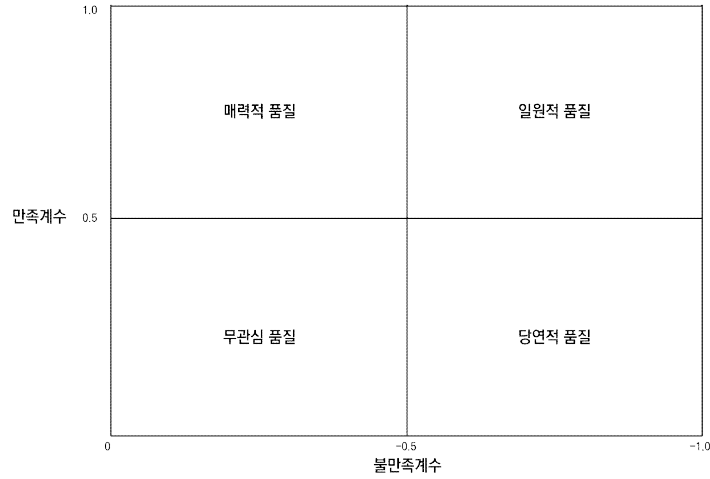 1.0
매력적 품질
일원적 품질
만족계수
0.5
무관심 품질
당연적 품질
0
-0.5
-1.0
불만족계수